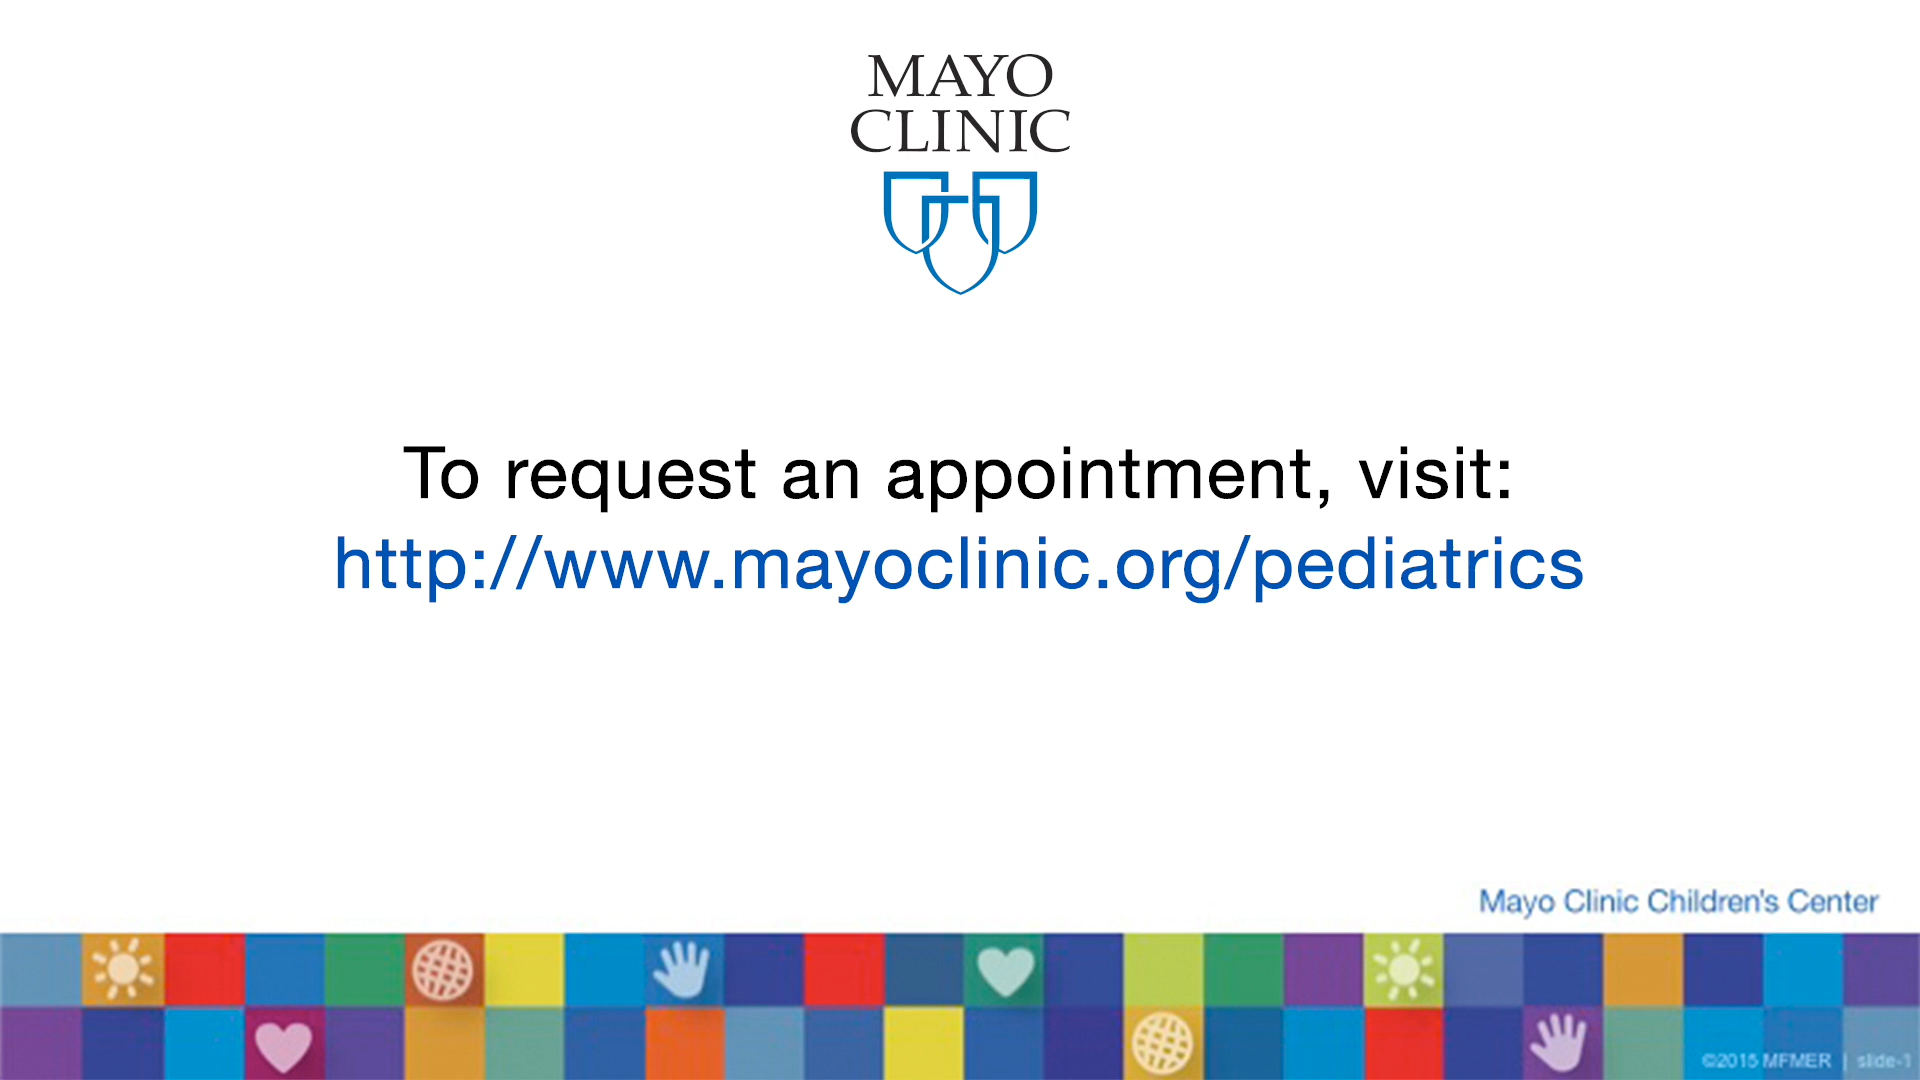 MAYO
CLINIC
To request an appointment, visit:
http://www.mayoclinic.org/pediatrics
Mayo Clinic Children's Center
©2015 MFMER | slide-1